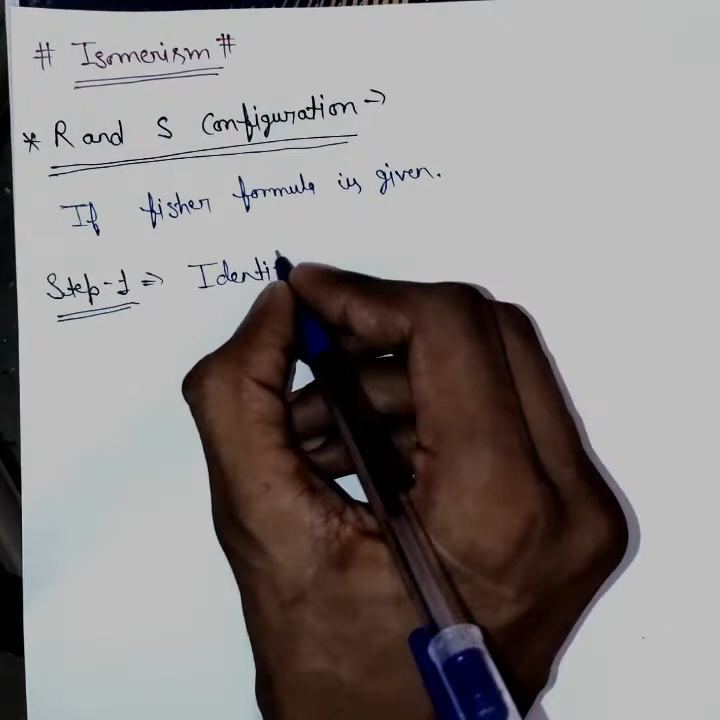 # Isomerism #
* R and S Configuration →
If fisher formula is given.
Step-1 ⇒ Identi